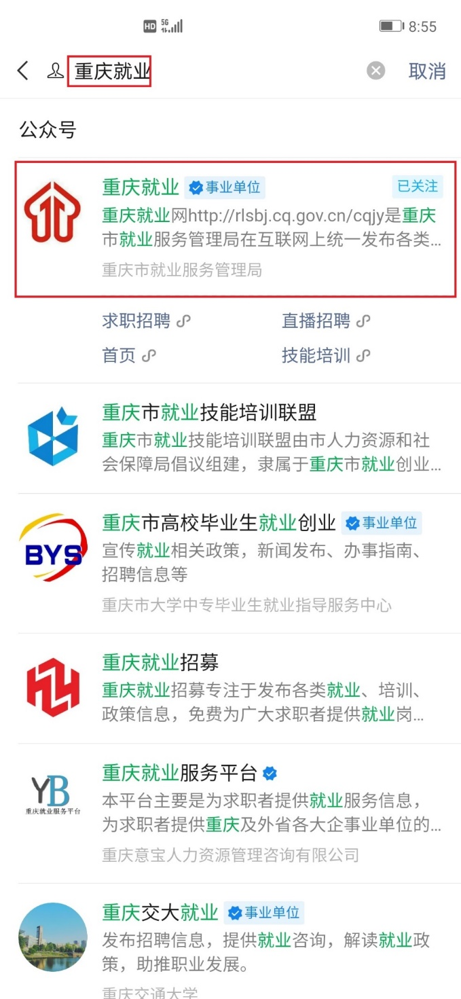 HD 5G 8:55
重庆就业 取消
公众号
重庆就业 事业单位 已关注
重庆就业网http://rlsbj.cq.gov.cn/cqjy是重庆
市就业服务管理局在互联网上统一发布各类...
重庆市就业服务管理局
求职招聘 直播招聘
首页 技能培训
重庆市就业技能培训联盟
重庆市就业技能培训联盟由市人力资源和社
会保障局倡议组建，隶属于重庆市就业创业...
BYS
重庆市高校毕业生就业创业 事业单位
宣传就业相关政策，新闻发布、办事指南、
招聘信息等
重庆市大学中专毕业生就业指导服务中心
重庆就业招募
重庆就业招募专注于发布各类就业、培训、
政策信息，免费为广大求职者提供就业岗...
YB
重庆就业服务平台
重庆就业服务平台
本平台主要是为求职者提供就业服务信息，
为求职者提供重庆及外省各大企事业单位的...
重庆意宝人力资源管理咨询有限公司
重庆交大就业 事业单位
发布招聘信息，提供就业咨询，解读就业政
策，助推职业发展。
重庆交通大学